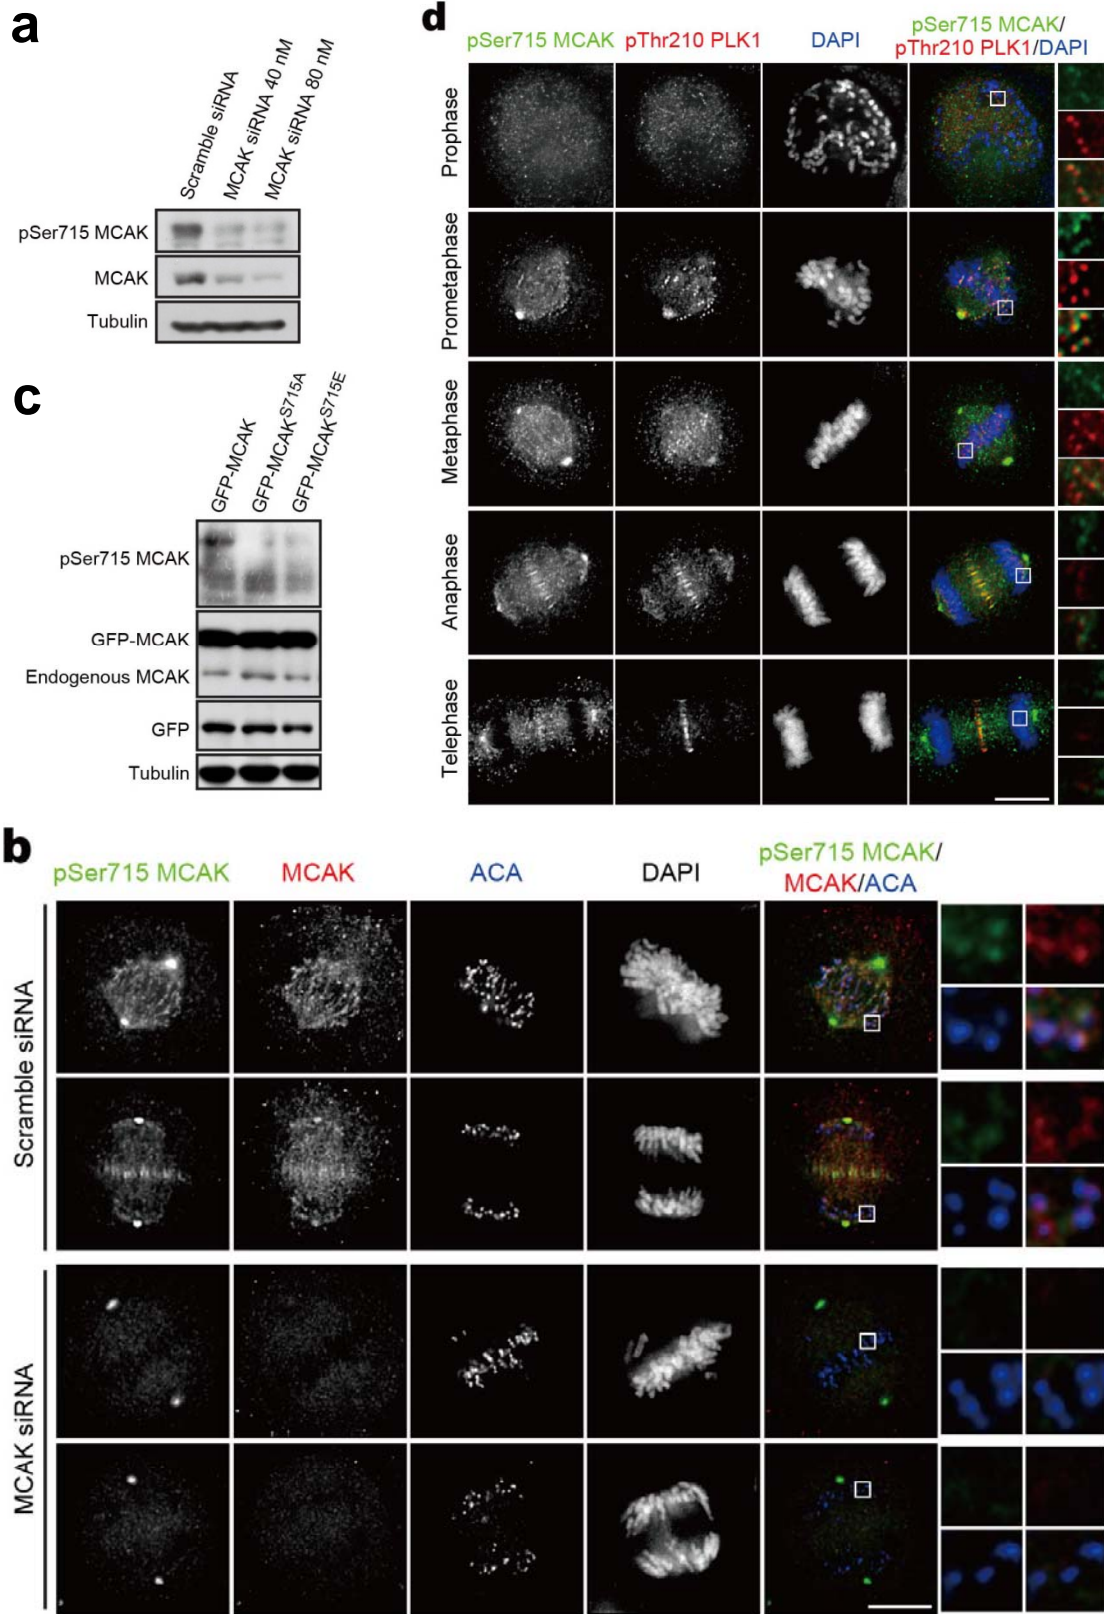 a
Scramble siRNA
MCAK siRNA 40 nM
MCAK siRNA 80 nM
pSer715 MCAK
MCAK
Tubulin
c
GFP-MCAK
GFP-MCAKS715A
GFP-MCAKS715E
pSer715 MCAK
GFP-MCAK
Endogenous MCAK
GFP
Tubulin
d
pSer715 MCAK
pThr210 PLK1
DAPI
pSer715 MCAK/
pThr210 PLK1/DAPI
Prophase
Prometaphase
Metaphase
Anaphase
Telephase
b
pSer715 MCAK
MCAK
ACA
DAPI
pSer715 MCAK/
MCAK/ACA
Scramble siRNA
MCAK siRNA